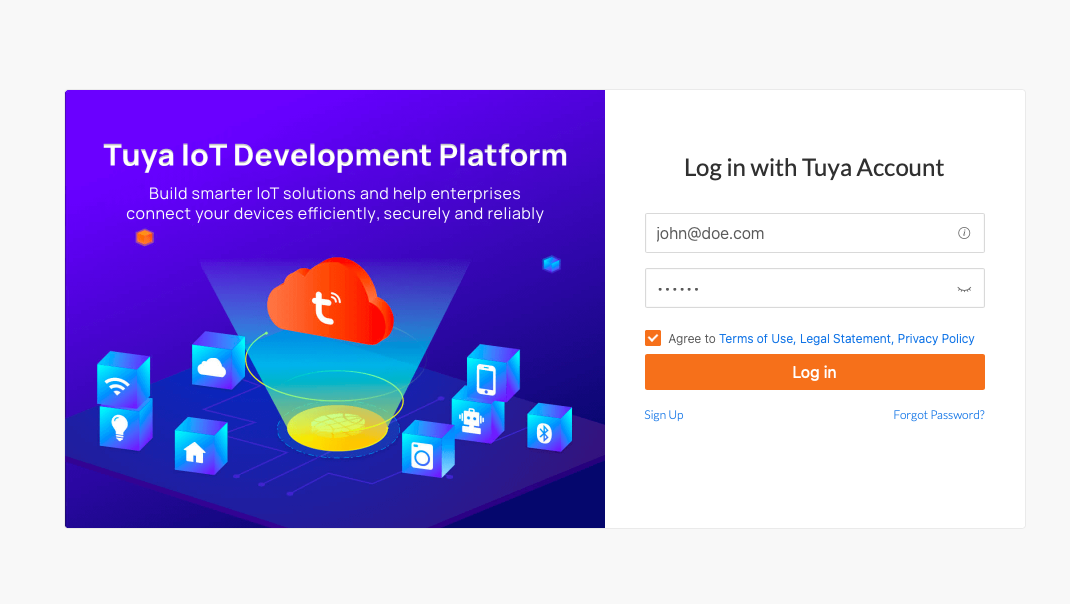 Tuya IoT Development Platform
Build smarter IoT solutions and help enterprises
connect your devices efficiently, securely and reliably
t
Log in with Tuya Account
john@doe.com
••••••
Agree to Terms of Use, Legal Statement, Privacy Policy
Log in
Sign Up
Forgot Password?